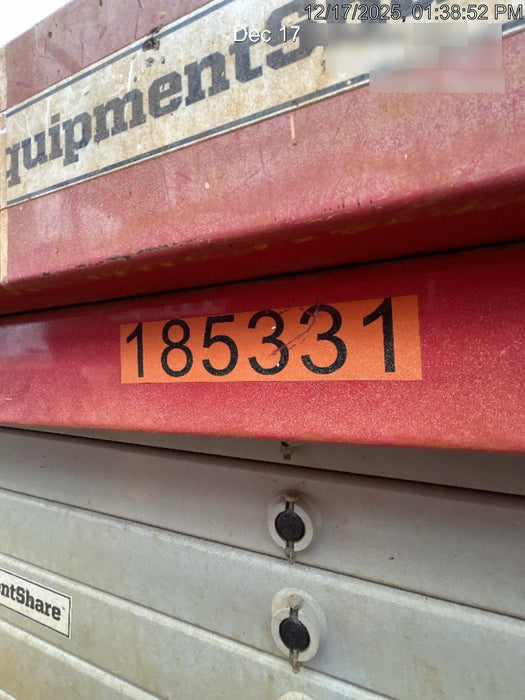 12/17/2025, 01:38:52 PM
Dec 17
quipmentS
185331
ntShare